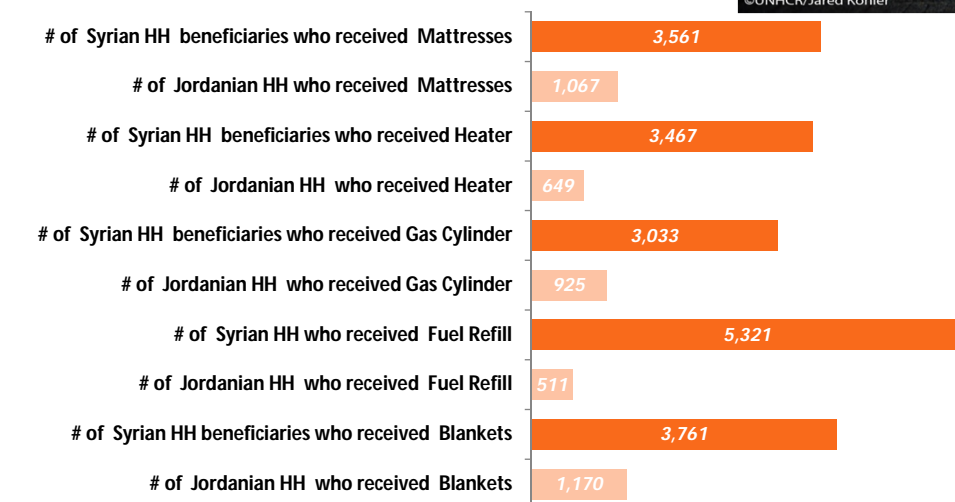 ©UNHCR/Jared Kohler
# of Syrian HH beneficiaries who received Mattresses 3,561
# of Jordanian HH who received Mattresses 1,067
# of Syrian HH beneficiaries who received Heater 3,467
# of Jordanian HH who received Heater 649
# of Syrian HH beneficiaries who received Gas Cylinder 3,033
# of Jordanian HH who received Gas Cylinder 925
# of Syrian HH who received Fuel Refill 5,321
# of Jordanian HH who received Fuel Refill 511
# of Syrian HH beneficiaries who received Blankets 3,761
# of Jordanian HH who received Blankets 1,170